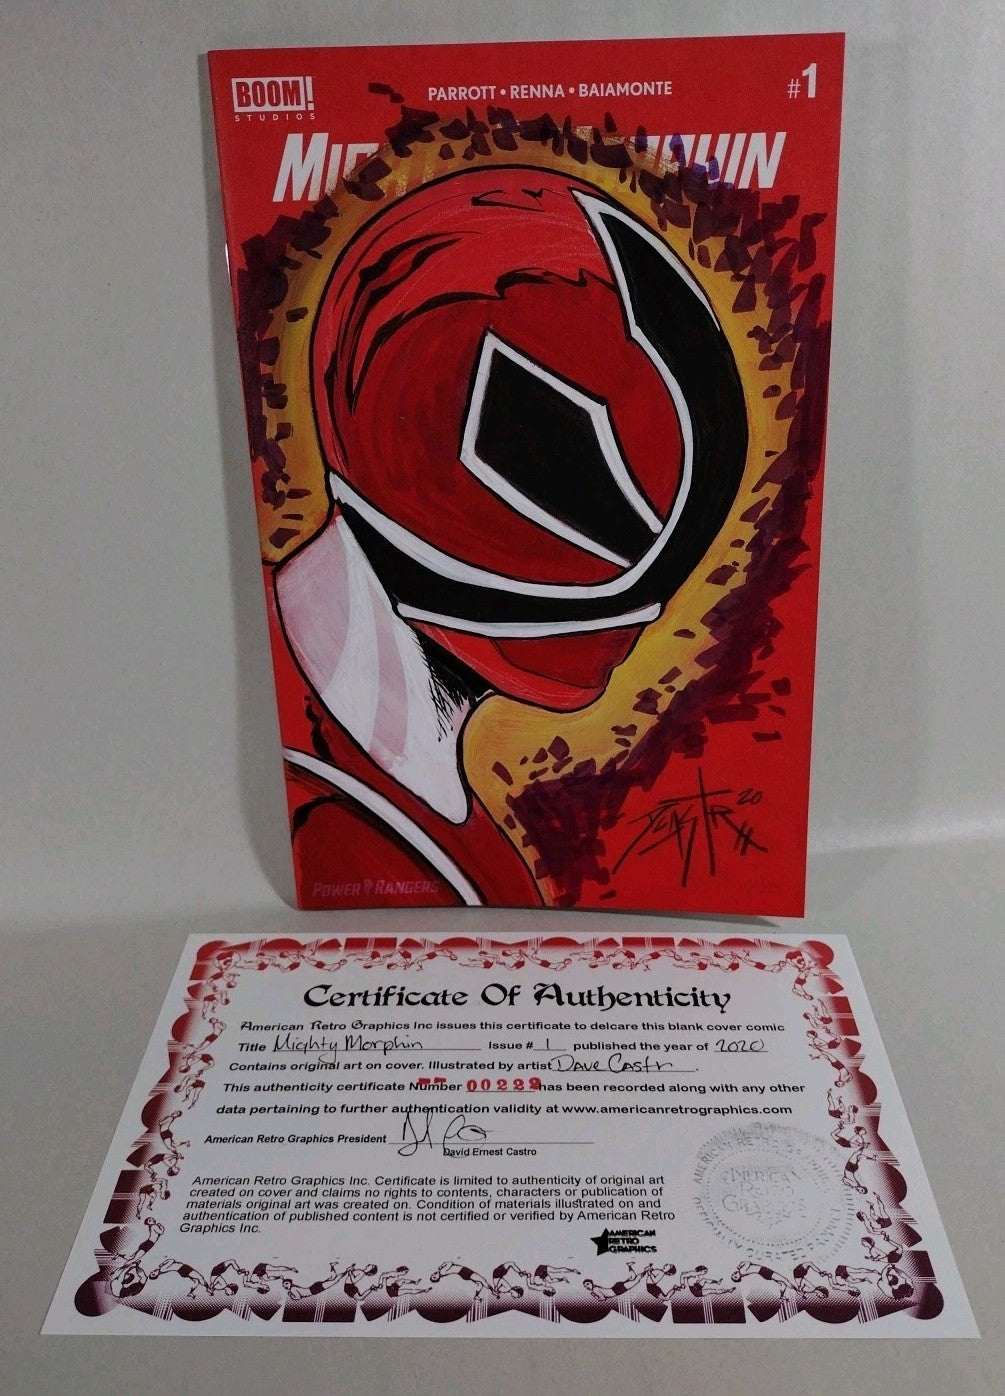 BOOM!
STUDIOS
PARROTT • RENNA • BAIAMONTE
#1
POWER RANGERS
20
Certificate Of Authenticity
American Retro Graphics Inc issues this certificate to delcare this blank cover comic
Title Mighty Morphin Issue # 1 published the year of 2020
Contains original art on cover. Illustrated by artist Dave Castr.
This authenticity certificate Number 00222 has been recorded along with any other
data pertaining to further authentication validity at www.americanretrographics.com
American Retro Graphics President
David Ernest Castro
American Retro Graphics Inc. Certificate is limited to authenticity of original art
created on cover and claims no rights to contents, characters or publication of
materials original art was created on. Condition of materials illustrated on and
authentication of published content is not certified or verified by American Retro
Graphics Inc.
AMERICAN
RETRO
GRAPHICS